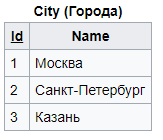 City (Города)
Id Name
1 Москва
2 Санкт-Петербург
3 Казань